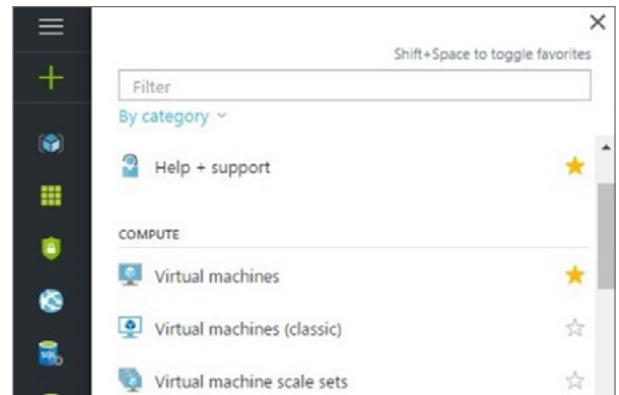 Shift+Space to toggle favorites
Filter
By category
Help + support
COMPUTE
Virtual machines
Virtual machines (classic)
Virtual machine scale sets
SQL